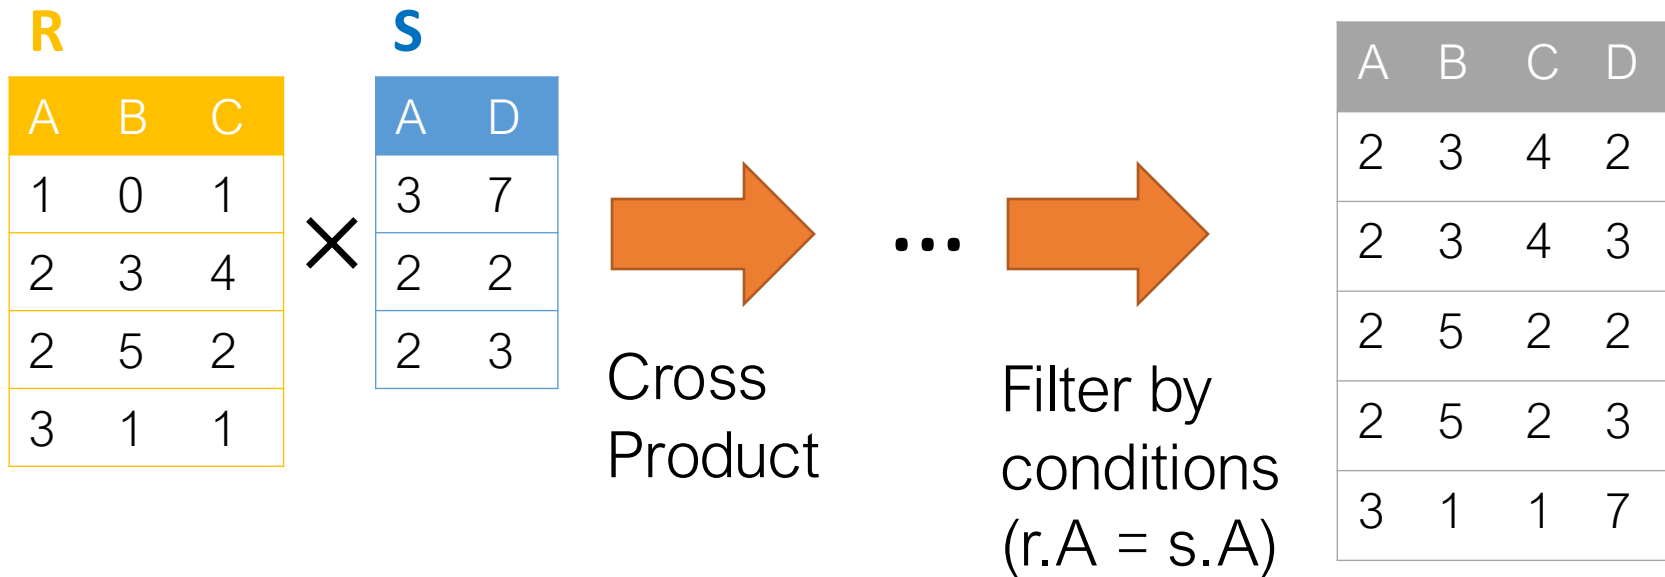 R
A B C
1 0 1
2 3 4
2 5 2
3 1 1
×
S
A D
3 7
2 2
2 3
Cross
Product
...
Filter by
conditions
(r.A = s.A)
A B C D
2 3 4 2
2 3 4 3
2 5 2 2
2 5 2 3
3 1 1 7